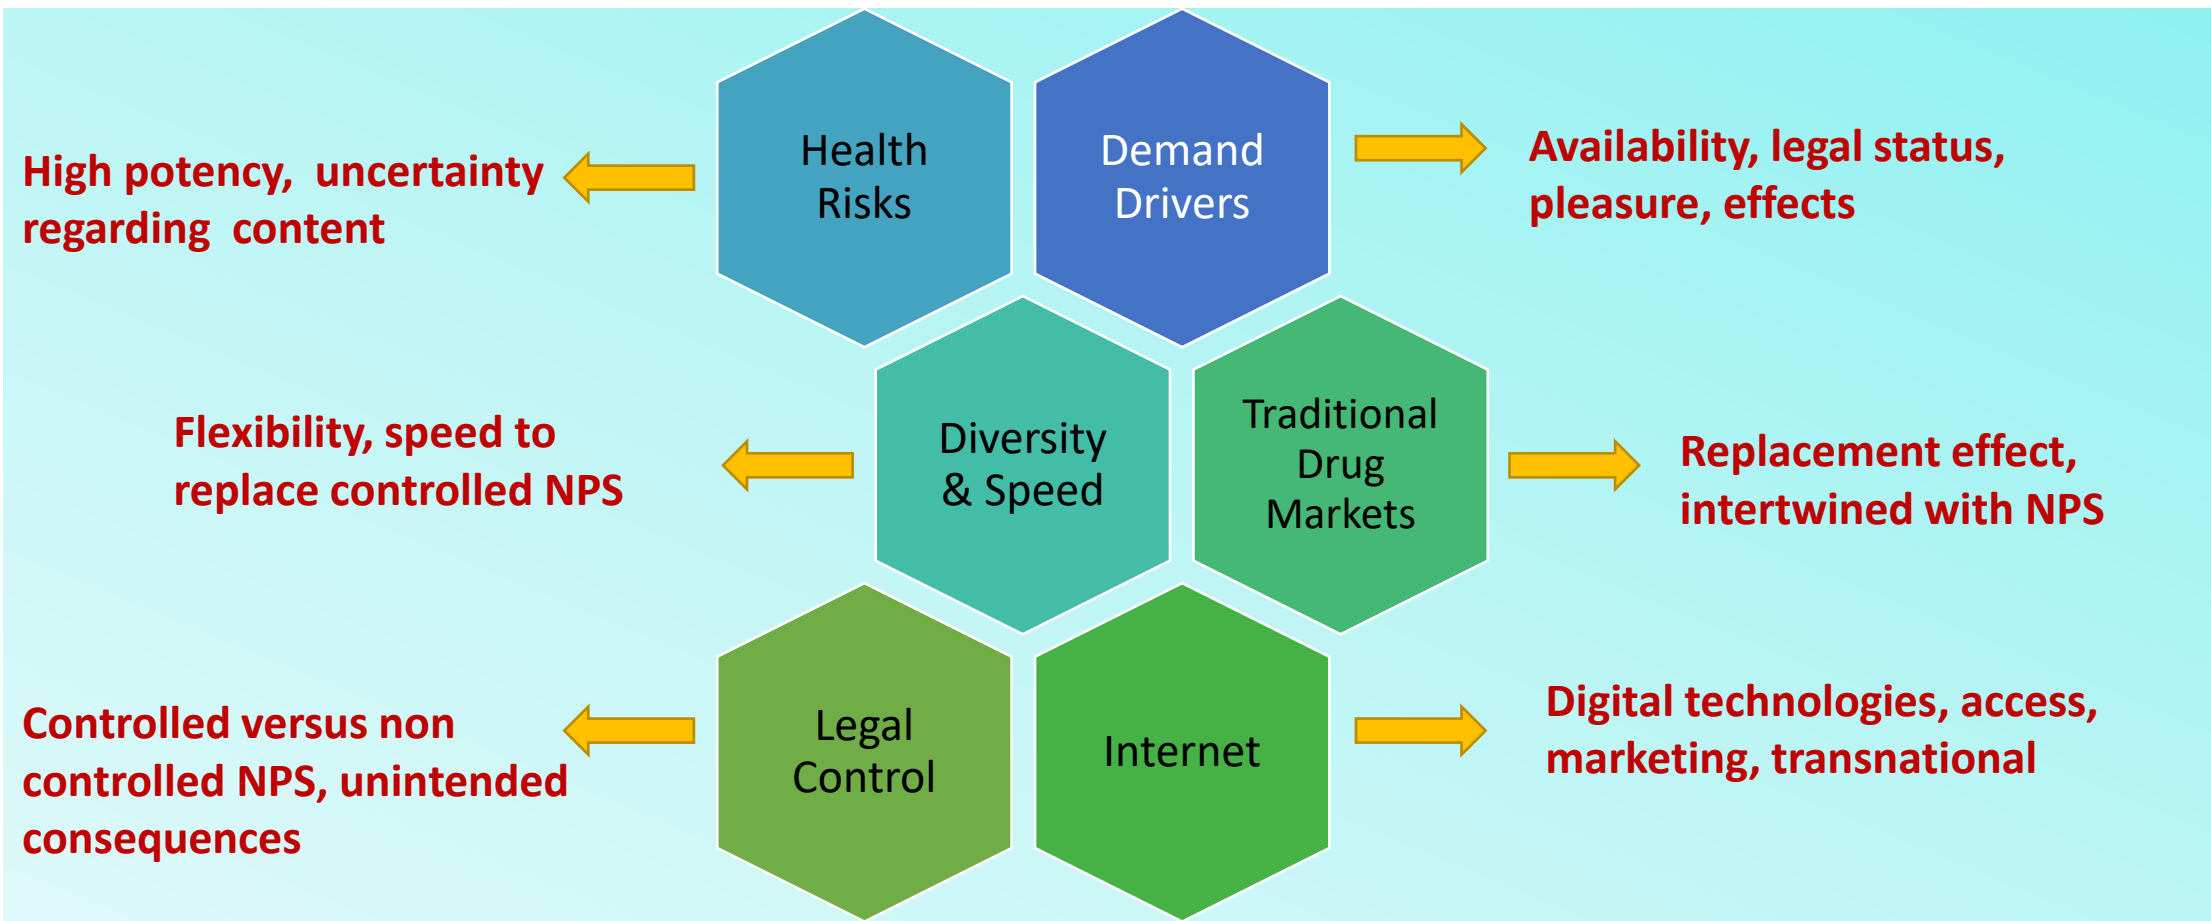 Health
Risks
Demand
Drivers
High potency,  uncertainty
regarding  content
Availability, legal status,
pleasure, effects
Diversity
& Speed
Traditional
Drug
Markets
Flexibility, speed to
replace controlled NPS
Replacement effect,
intertwined with NPS
Legal
Control
Internet
Controlled versus non
controlled NPS, unintended
consequences
Digital technologies, access,
marketing, transnational